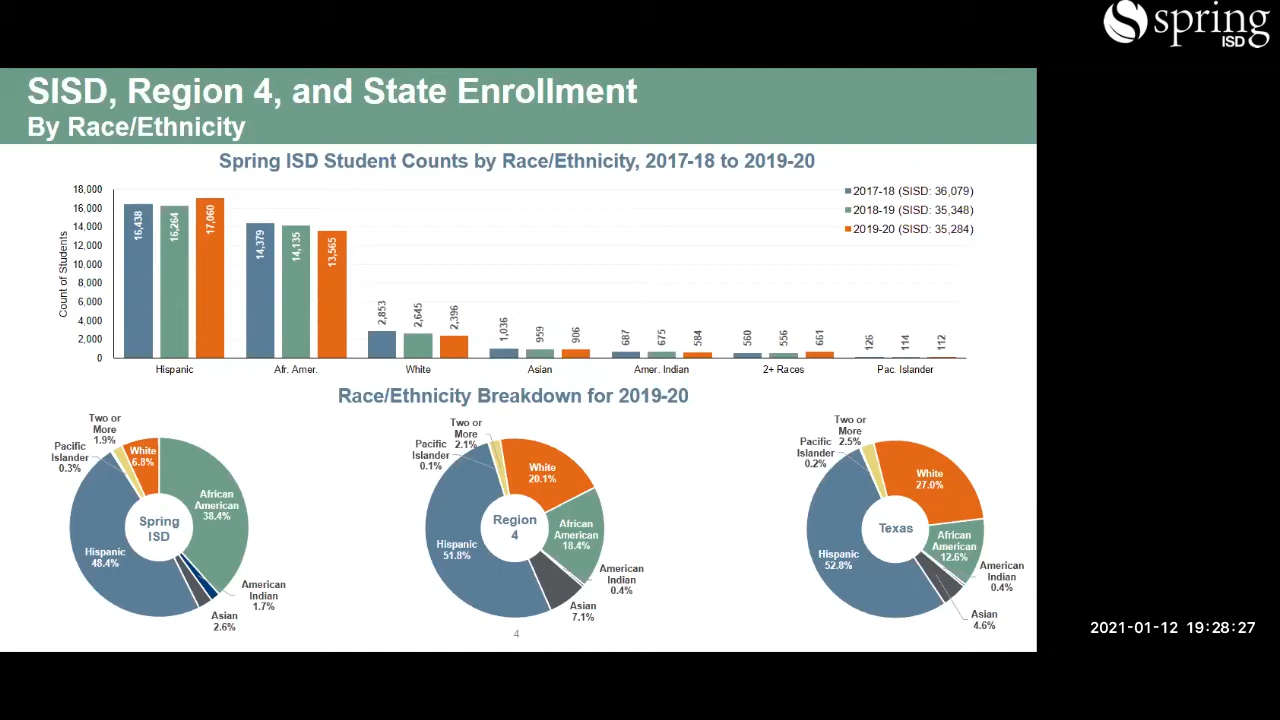 spring
ISD
SISD, Region 4, and State Enrollment
By Race/Ethnicity
Spring ISD Student Counts by Race/Ethnicity, 2017-18 to 2019-20
Count of Students
18,000
16,000
14,000
12,000
10,000
8,000
6,000
4,000
2,000
0
2017-18 (SISD: 36,079)
2018-19 (SISD: 35,348)
2019-20 (SISD: 35,284)
16,438
16,264
17,060
14,379
14,135
13,565
2,853
2,645
2,396
1,036
959
906
687
675
584
560
556
661
126
114
112
Hispanic
Afr. Amer.
White
Asian
Amer. Indian
2+ Races
Pac. Islander
Race/Ethnicity Breakdown for 2019-20
Two or
More
1.9%
Pacific
Islander
0.3%
White
6.8%
African
American
38.4%
Spring
ISD
Hispanic
48.4%
American
Indian
1.7%
Asian
2.6%
Two or
More
2.1%
Pacific
Islander
0.1%
White
20.1%
African
American
18.4%
Region
4
Hispanic
51.8%
American
Indian
0.4%
Asian
7.1%
Two or
More
2.5%
Pacific
Islander
0.2%
White
27.0%
African
American
12.6%
Texas
Hispanic
52.8%
American
Indian
0.4%
Asian
4.6%
4
2021-01-12 19:28:27